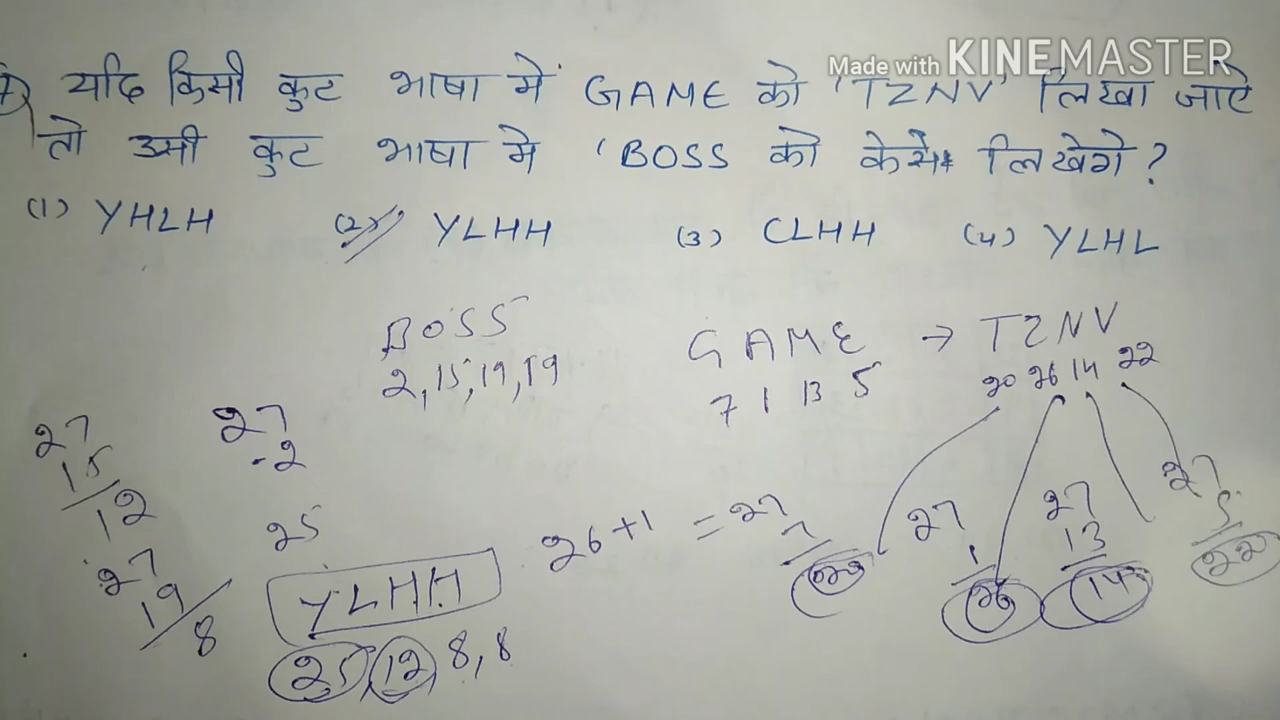 Made with KINEMASTER
7) यदि किसी कुट भाषा में GAME को 'TZNV' लिखा जाऐ
तो उसी कुट भाषा मे 'BOSS को केसे लिखेगे ?
(1) YHLH (2) YLHH (3) CLHH (4) YLHL
BOSS
2, 15, 19, 19
GAME → TZNV
7 1 13 5 20 26 14 22
27
15
12
27
19
8
27
-2
25
YLHH
25 12 8, 8
26+1 = 27
7
20
27
1
26
27
13
14
27
5
22